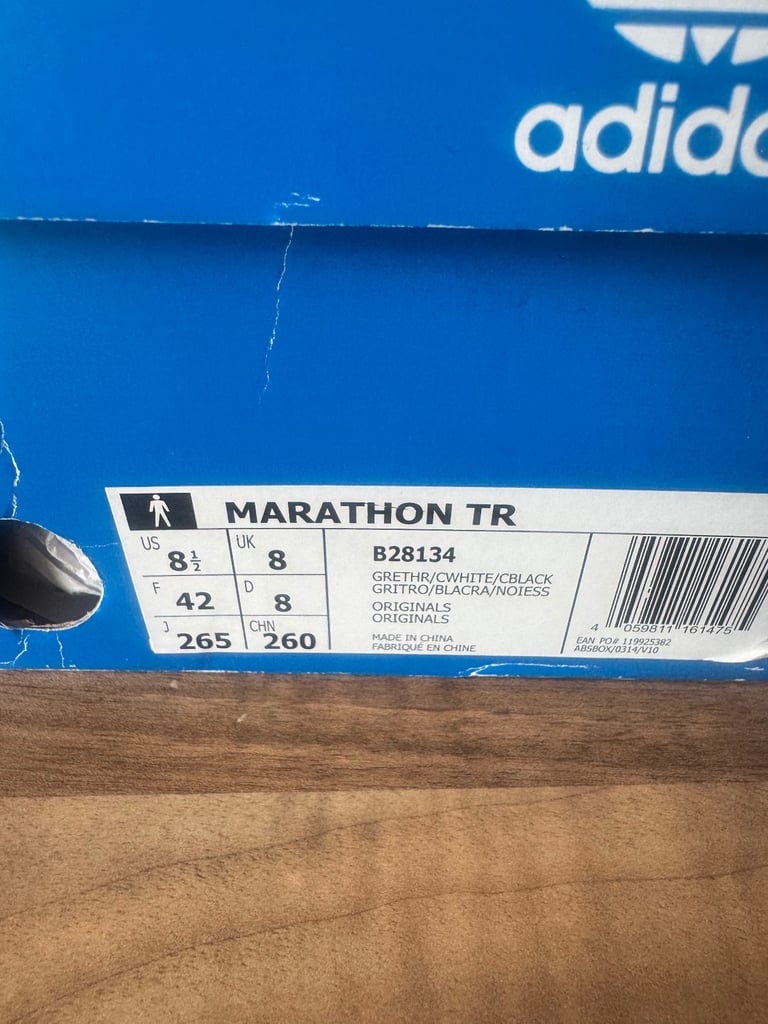 adidas
MARATHON TR
US 8½ UK 8
F 42 D 8
J 265 CHN 260
B28134
GRETHR/CWHITE/CBLACK
GRITRO/BLACRA/NOIESS
ORIGINALS
ORIGINALS
MADE IN CHINA
FABRIQUÉ EN CHINE
4 059811 161475
EAN PO# 119925382
ABSBOX/0314/V10